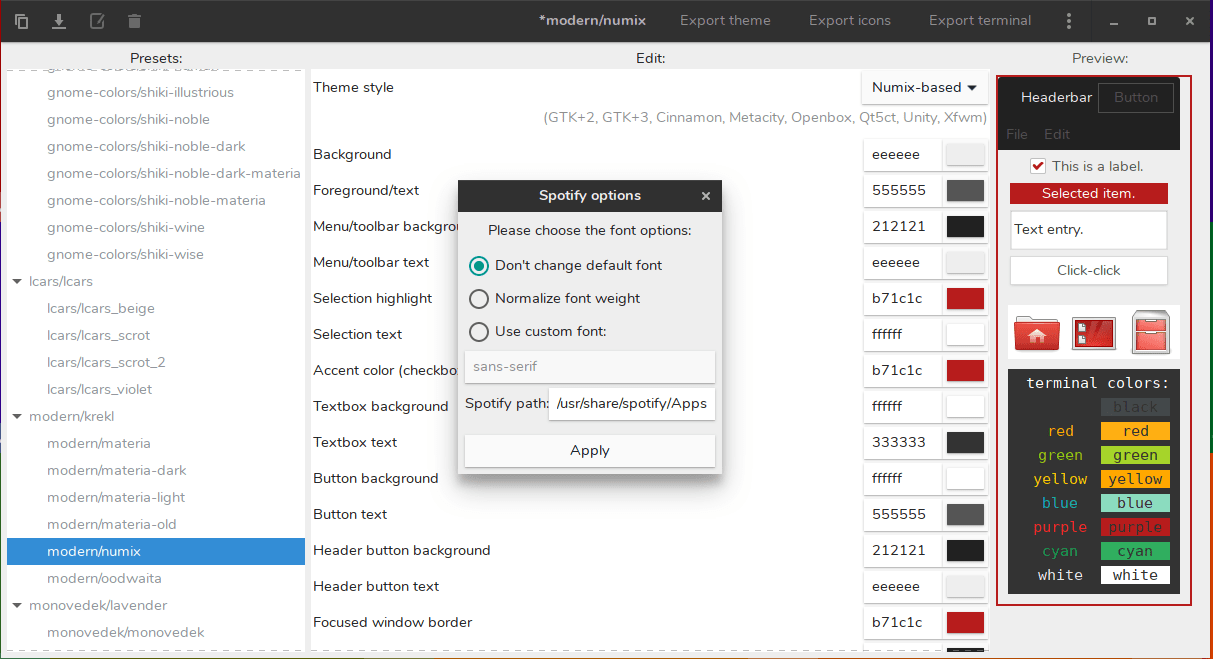 *modern/numix Export theme Export icons Export terminal
Presets:
gnome-colors/shiki-illustrious
gnome-colors/shiki-noble
gnome-colors/shiki-noble-dark
gnome-colors/shiki-noble-dark-materia
gnome-colors/shiki-noble-materia
gnome-colors/shiki-wine
gnome-colors/shiki-wise
lcars/lcars
lcars/lcars_beige
lcars/lcars_scrot
lcars/lcars_scrot_2
lcars/lcars_violet
modern/krekl
modern/materia
modern/materia-dark
modern/materia-light
modern/materia-old
modern/numix
modern/oodwaita
monovedek/lavender
monovedek/monovedek
Edit:
Theme style Numix-based
(GTK+2, GTK+3, Cinnamon, Metacity, Openbox, Qt5ct, Unity, Xfwm)
Background eeeeee
Foreground/text 555555
Menu/toolbar backgrou 212121
Menu/toolbar text eeeeee
Selection highlight b71c1c
Selection text ffffff
Accent color (checkbo b71c1c
Textbox background ffffff
Textbox text 333333
Button background ffffff
Button text 555555
Header button background 212121
Header button text eeeeee
Focused window border b71c1c
Spotify options
Please choose the font options:
Don't change default font
Normalize font weight
Use custom font:
sans-serif
Spotify path: /usr/share/spotify/Apps
Apply
Preview:
Headerbar Button
File Edit
This is a label.
Selected item.
Text entry.
Click-click
terminal colors:
black
red red
green green
yellow yellow
blue blue
purple purple
cyan cyan
white white